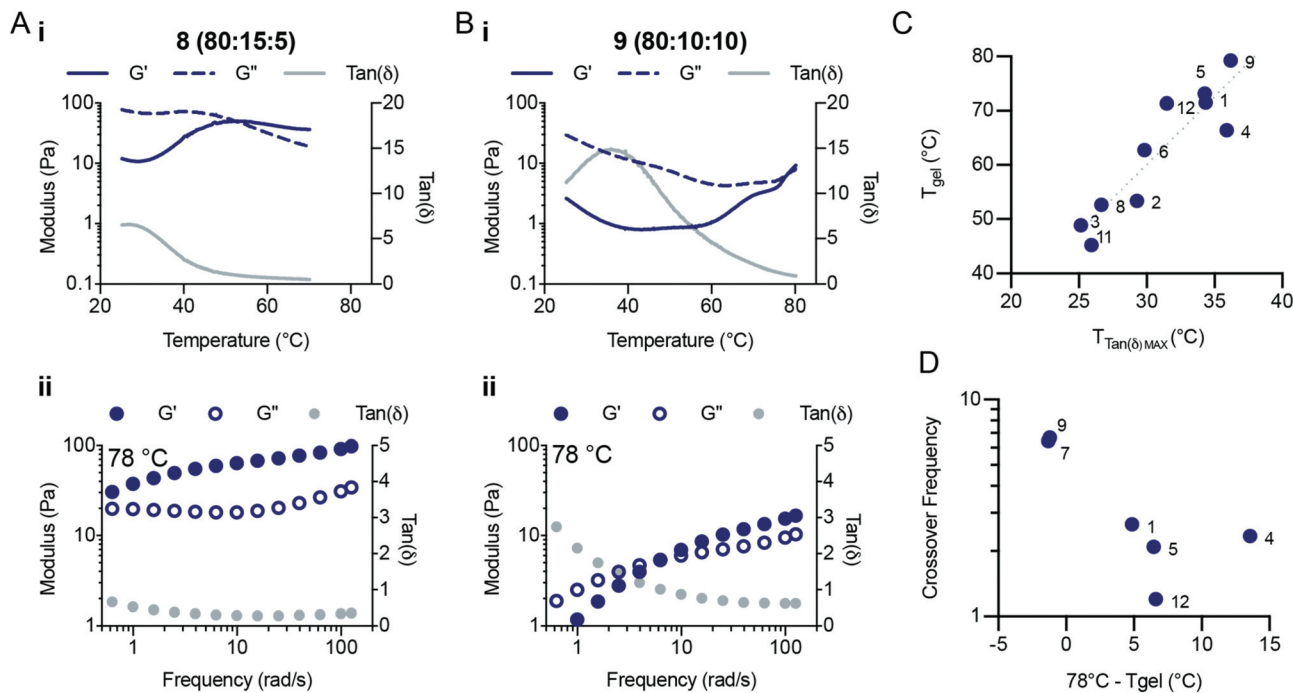 A i
8 (80:15:5)
G' G" Tan(δ)
Modulus (Pa)
100
10
1
0.1
20
15
10
5
0
Tan(δ)
20 40 60 80
Temperature (°C)
ii
G' G" Tan(δ)
78 °C
Modulus (Pa)
100
10
1
5
4
3
2
1
0
Tan(δ)
1 10 100
Frequency (rad/s)
B i
9 (80:10:10)
G' G" Tan(δ)
Modulus (Pa)
100
10
1
0.1
20
15
10
5
0
Tan(δ)
20 40 60 80
Temperature (°C)
ii
G' G" Tan(δ)
78 °C
Modulus (Pa)
100
10
1
5
4
3
2
1
0
Tan(δ)
1 10 100
Frequency (rad/s)
C
Tgel (°C)
80
70
60
50
40
9
5
12
1
4
6
8
2
3
11
20 25 30 35 40
TTan(δ) MAX (°C)
D
Crossover Frequency
10
1
9
7
1
5
4
12
-5 0 5 10 15
78°C - Tgel (°C)